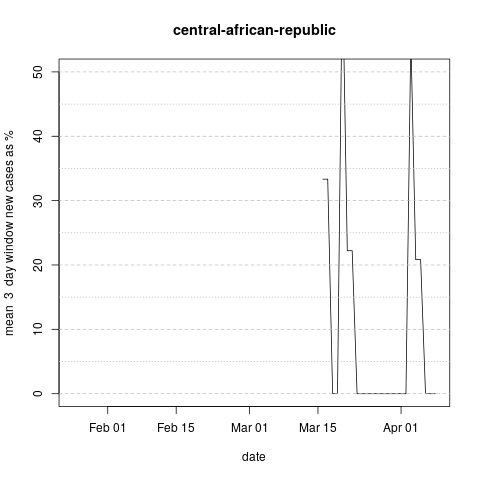 central-african-republic
mean 3 day window new cases as %
50
40
30
20
10
0
Feb 01 Feb 15 Mar 01 Mar 15 Apr 01
date